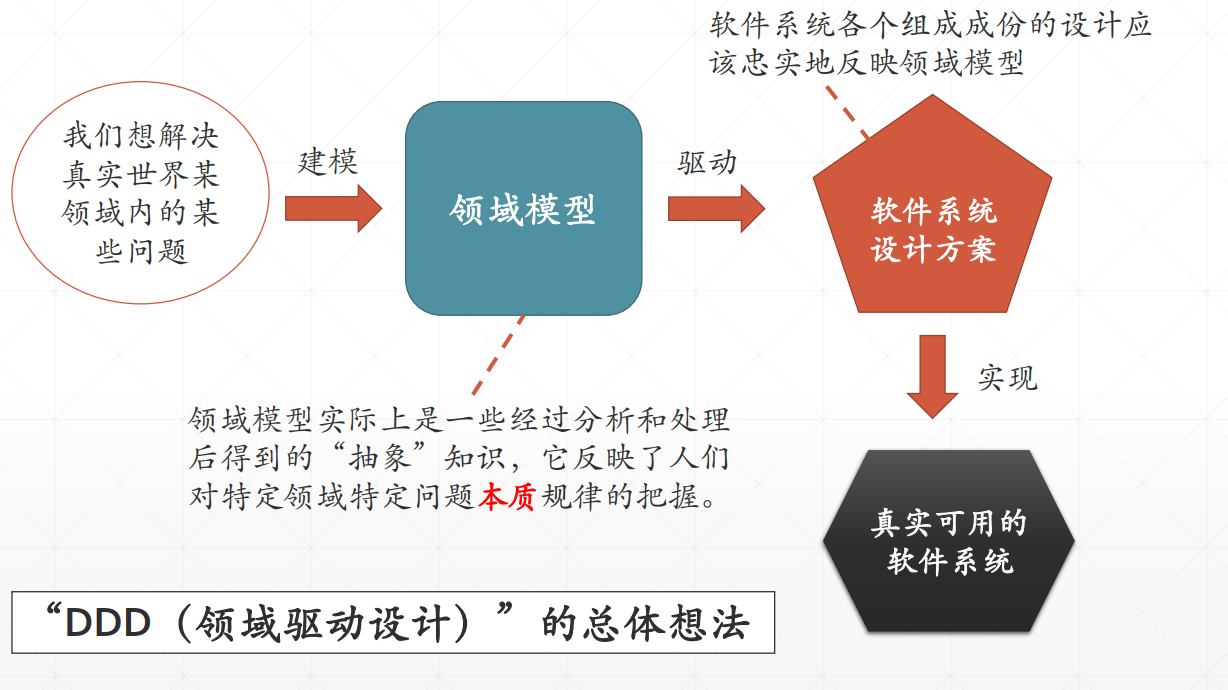 软件系统各个组成成份的设计应
该忠实地反映领域模型
我们想解决
真实世界某
领域内的某
些问题
建模
领域模型
驱动
软件系统
设计方案
实现
领域模型实际上是一些经过分析和处理
后得到的“抽象”知识，它反映了人们
对特定领域特定问题本质规律的把握。
真实可用的
软件系统
“DDD（领域驱动设计）”的总体想法